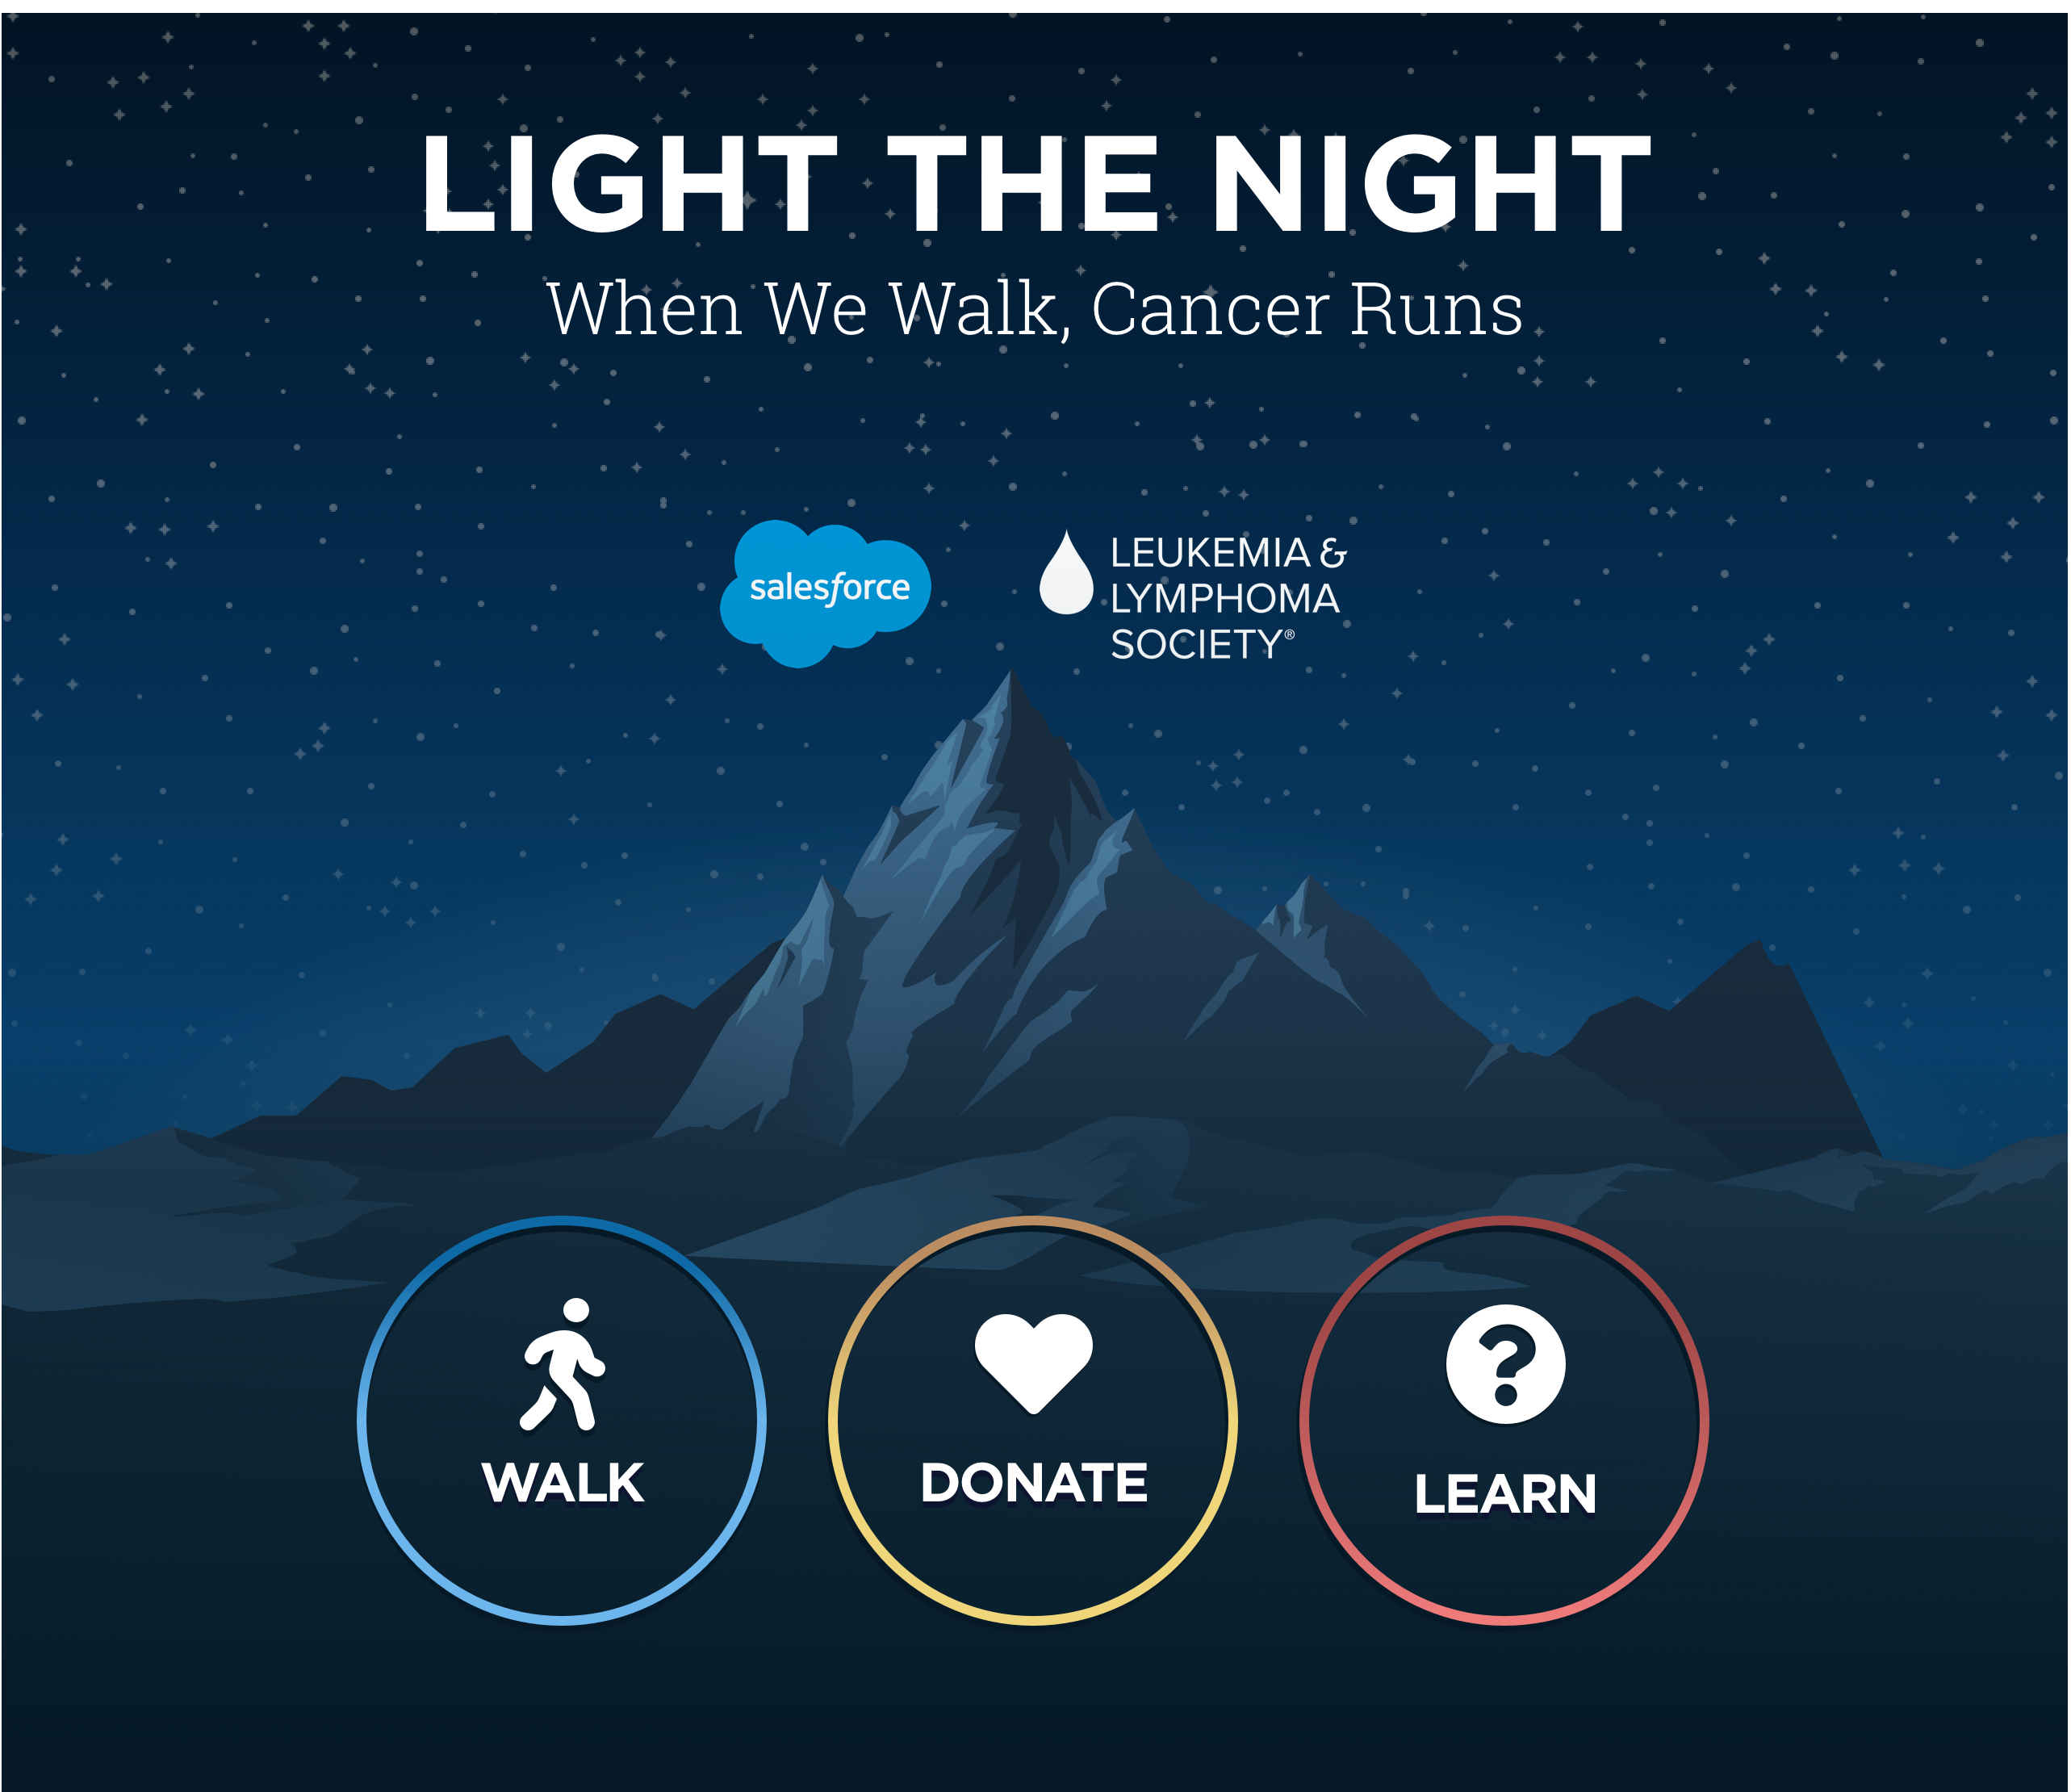 LIGHT THE NIGHT
When We Walk, Cancer Runs
salesforce
LEUKEMIA &
LYMPHOMA
SOCIETY®
WALK
DONATE
LEARN